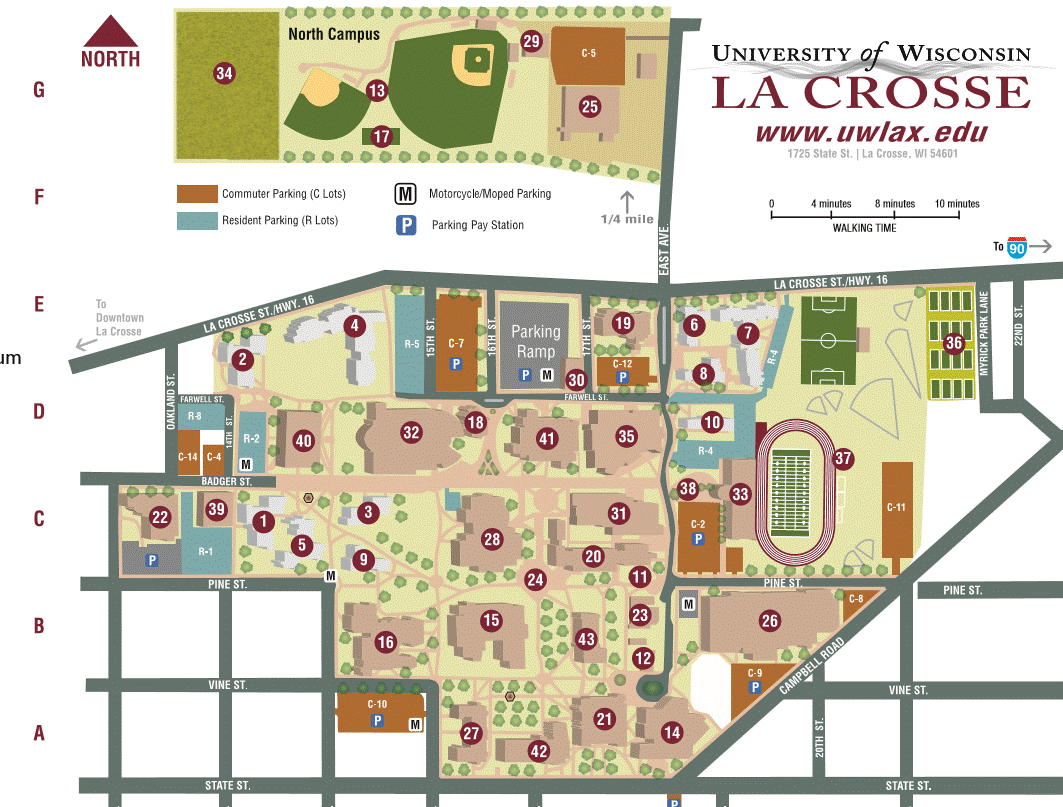 NORTH
G
F
E
D
C
B
A
North Campus
34
13
17
29
C-5
25
UNIVERSITY of WISCONSIN
LA CROSSE
www.uwlax.edu
1725 State St. | La Crosse, WI 54601
Commuter Parking (C Lots)
Resident Parking (R Lots)
M Motorcycle/Moped Parking
P Parking Pay Station
1/4 mile
EAST AVE.
0 4 minutes 8 minutes 10 minutes
WALKING TIME
To 90
To
Downtown
La Crosse
um
LA CROSSE ST./HWY. 16
LA CROSSE ST./HWY. 16
2
4
R-5
15TH ST.
C-7
P
16TH ST.
Parking
Ramp
P M
30
17TH ST.
19
C-12
P
6
7
8
R-4
36
MYRICK PARK LANE
22ND ST.
OAKLAND ST.
FARWELL ST.
FARWELL ST.
R-8
14TH ST.
R-2
M
C-14
C-4
40
32
18
41
35
10
R-4
37
BADGER ST.
22
39
P
R-1
1
5
3
9
M
28
31
20
24
11
38
33
C-2
P
C-11
PINE ST.
PINE ST.
PINE ST.
16
15
43
23
12
M
26
C-8
C-9
P
CAMPBELL ROAD
VINE ST.
VINE ST.
C-10
P
M
27
42
21
14
20TH ST.
STATE ST.
STATE ST.
P